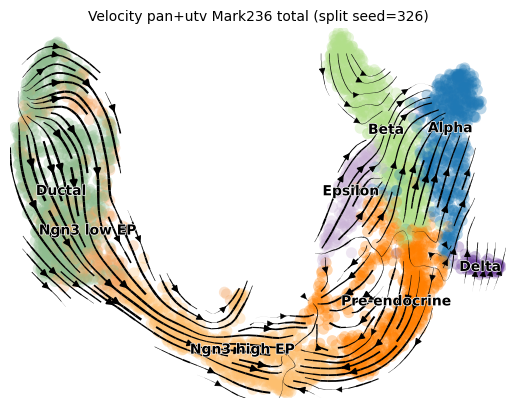 Velocity pan+utv Mark236 total (split seed=326)
Beta
Alpha
Ductal
Epsilon
Ngn3 low EP
Delta
Pre-endocrine
Ngn3 high EP